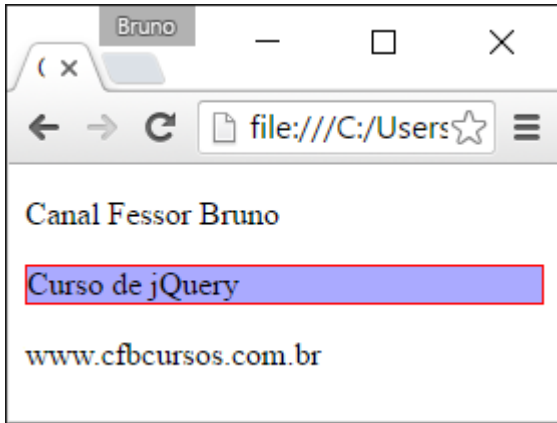 Bruno
(
file:///C:/Users
Canal Fessor Bruno
Curso de jQuery
www.cfbcursos.com.br